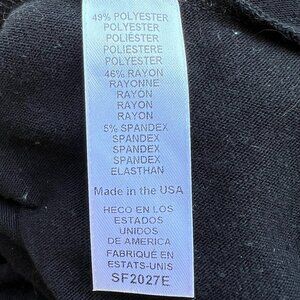 49% POLYESTER
POLYESTER
POLIÉSTER
POLIESTERE
POLYESTER
46% RAYON
RAYONNE
RAYON
RAYON
RAYON
5% SPANDEX
SPANDEX
SPANDEX
SPANDEX
ELASTHAN
Made in the USA
HECO EN LOS
ESTADOS
UNIDOS
DE AMERICA
FABRIQUÉ EN
ESTATS-UNIS
SF2027E